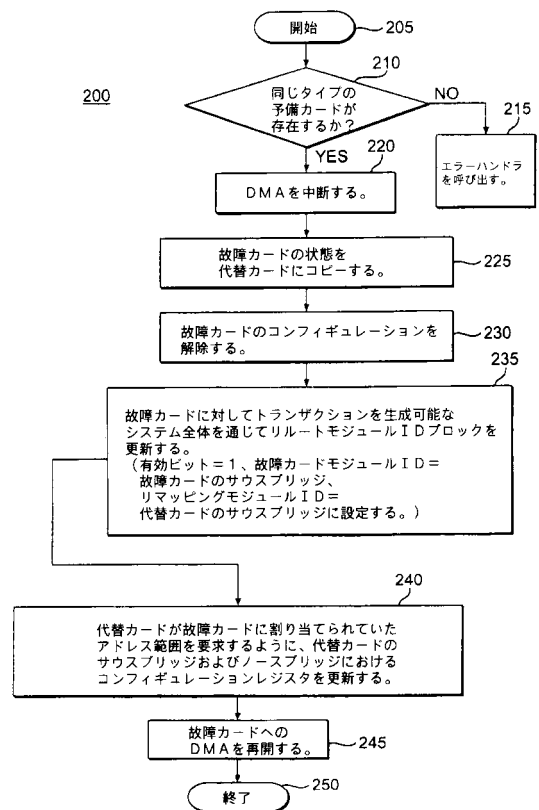 開始
205
210
200
同じタイプの
予備カードが
存在するか？
NO
215
エラーハンドラ
を呼び出す。
YES
220
ＤＭＡを中断する。
故障カードの状態を
代替カードにコピーする。
225
故障カードのコンフィギュレーションを
解除する。
230
235
故障カードに対してトランザクションを生成可能な
システム全体を通じてリルートモジュールＩＤブロックを
更新する。
（有効ビット＝１、故障カードモジュールＩＤ＝
故障カードのサウスブリッジ、
リマッピングモジュールＩＤ＝
代替カードのサウスブリッジに設定する。）
240
代替カードが故障カードに割り当てられていた
アドレス範囲を要求するように、代替カードの
サウスブリッジおよびノースブリッジにおける
コンフィギュレーションレジスタを更新する。
故障カードへの
ＤＭＡを再開する。
245
250
終了